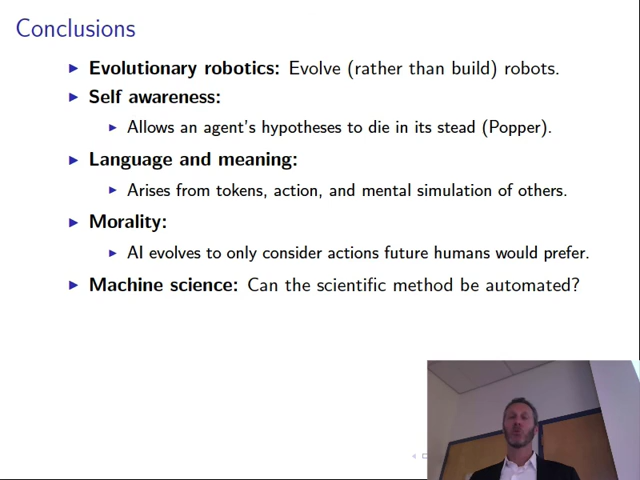 Conclusions
Evolutionary robotics: Evolve (rather than build) robots.
Self awareness:
Allows an agent's hypotheses to die in its stead (Popper).
Language and meaning:
Arises from tokens, action, and mental simulation of others.
Morality:
AI evolves to only consider actions future humans would prefer.
Machine science: Can the scientific method be automated?